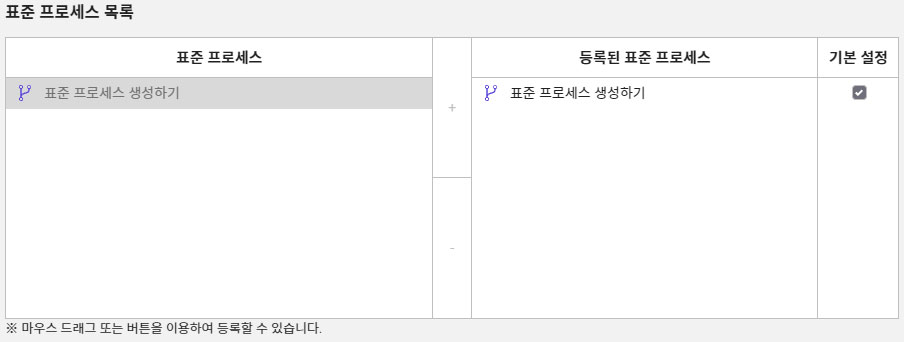 표준 프로세스 목록
표준 프로세스
등록된 표준 프로세스
기본 설정
표준 프로세스 생성하기
+
표준 프로세스 생성하기
-
※ 마우스 드래그 또는 버튼을 이용하여 등록할 수 있습니다.